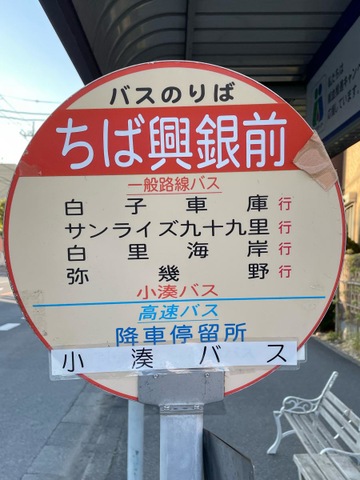 バスのりば
ちば興銀前
一般路線バス
白子車庫行
サンライズ九十九里行
白里海岸行
弥幾野行
小湊バス
高速バス
降車停留所
小湊バス